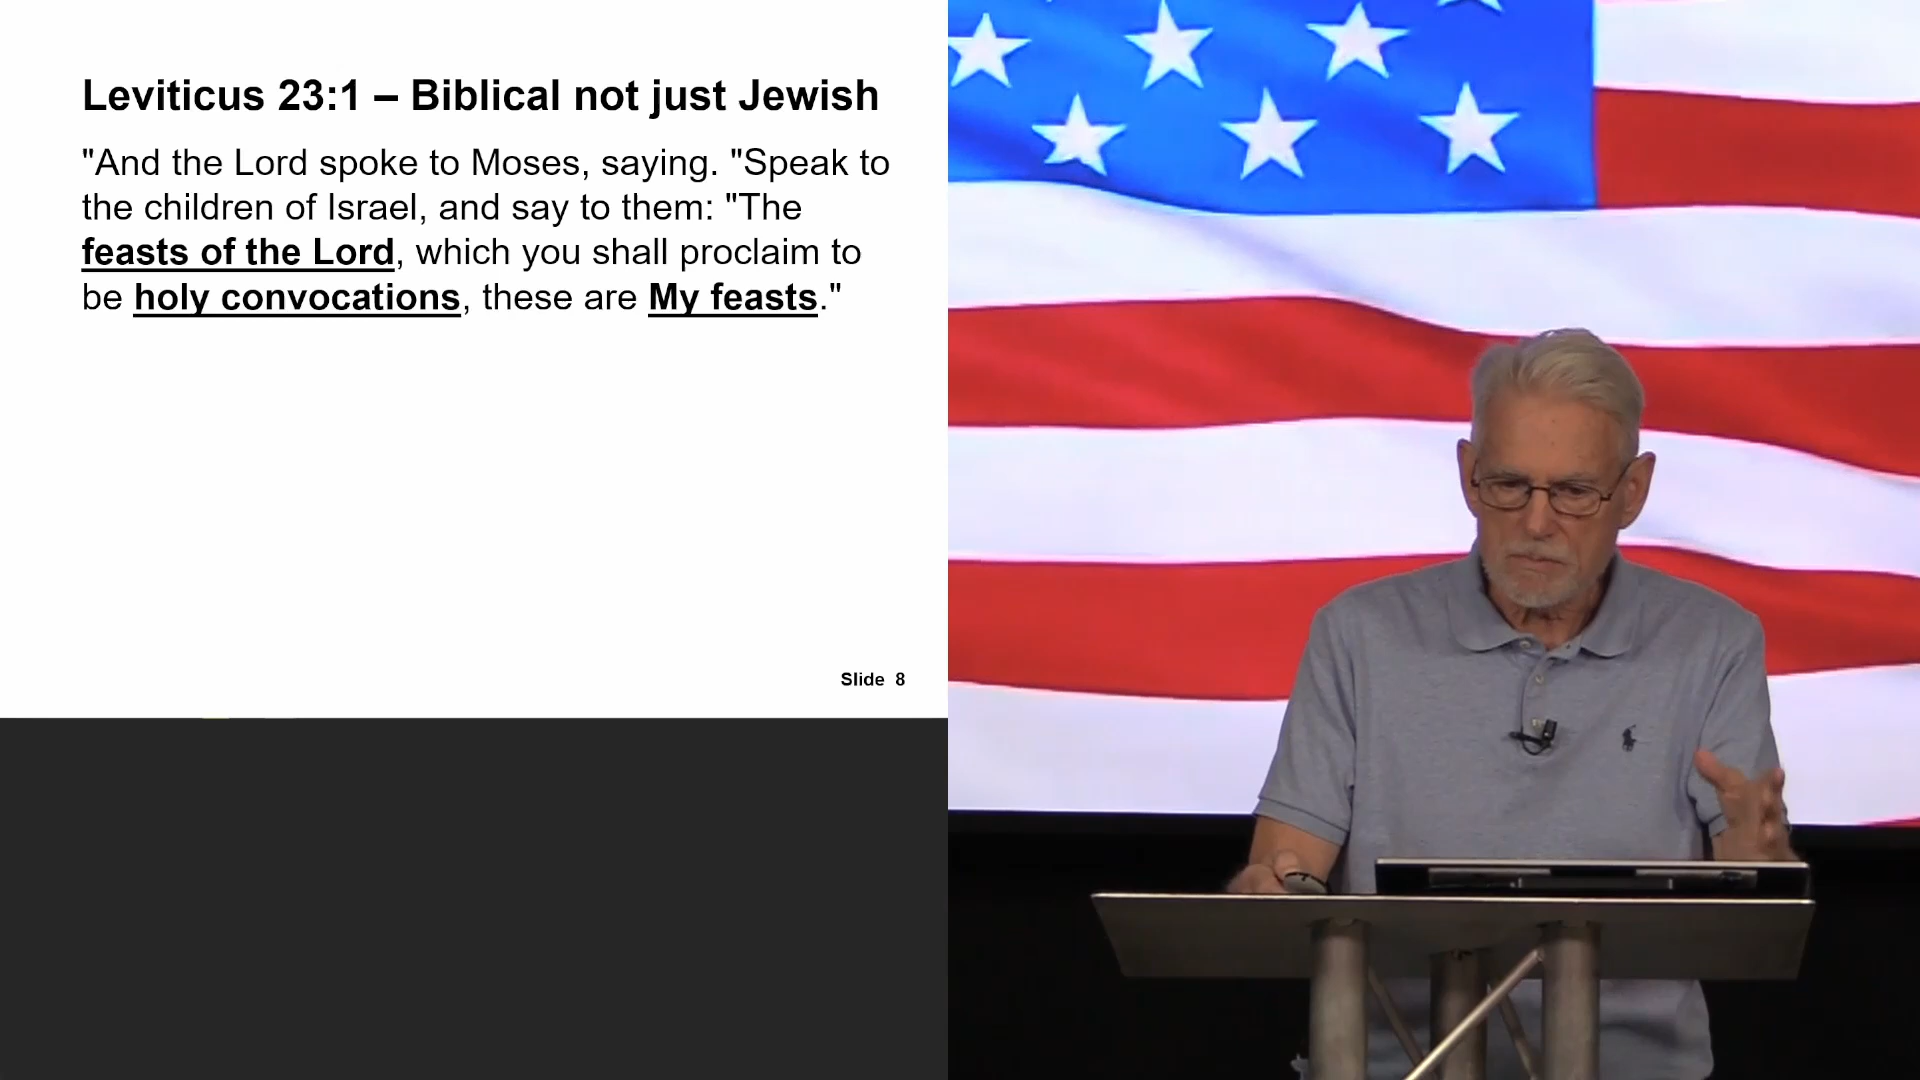 Leviticus 23:1 – Biblical not just Jewish
"And the Lord spoke to Moses, saying. "Speak to
the children of Israel, and say to them: "The
feasts of the Lord, which you shall proclaim to
be holy convocations, these are My feasts."
Slide 8